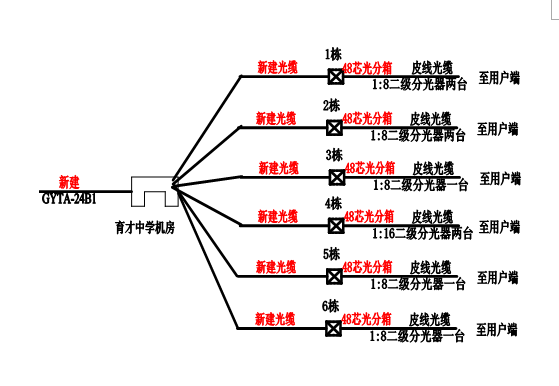 1栋
新建光缆 48芯光分箱 皮线光缆
1:8二级分光器两台 至用户端
2栋
新建光缆 48芯光分箱 皮线光缆
1:8二级分光器两台 至用户端
3栋
新建光缆 48芯光分箱 皮线光缆
1:8二级分光器一台 至用户端
新建
GYTA-24B1
育才中学机房
4栋
新建光缆 48芯光分箱 皮线光缆
1:16二级分光器两台 至用户端
5栋
新建光缆 48芯光分箱 皮线光缆
1:8二级分光器一台 至用户端
6栋
新建光缆 48芯光分箱 皮线光缆
1:8二级分光器一台 至用户端